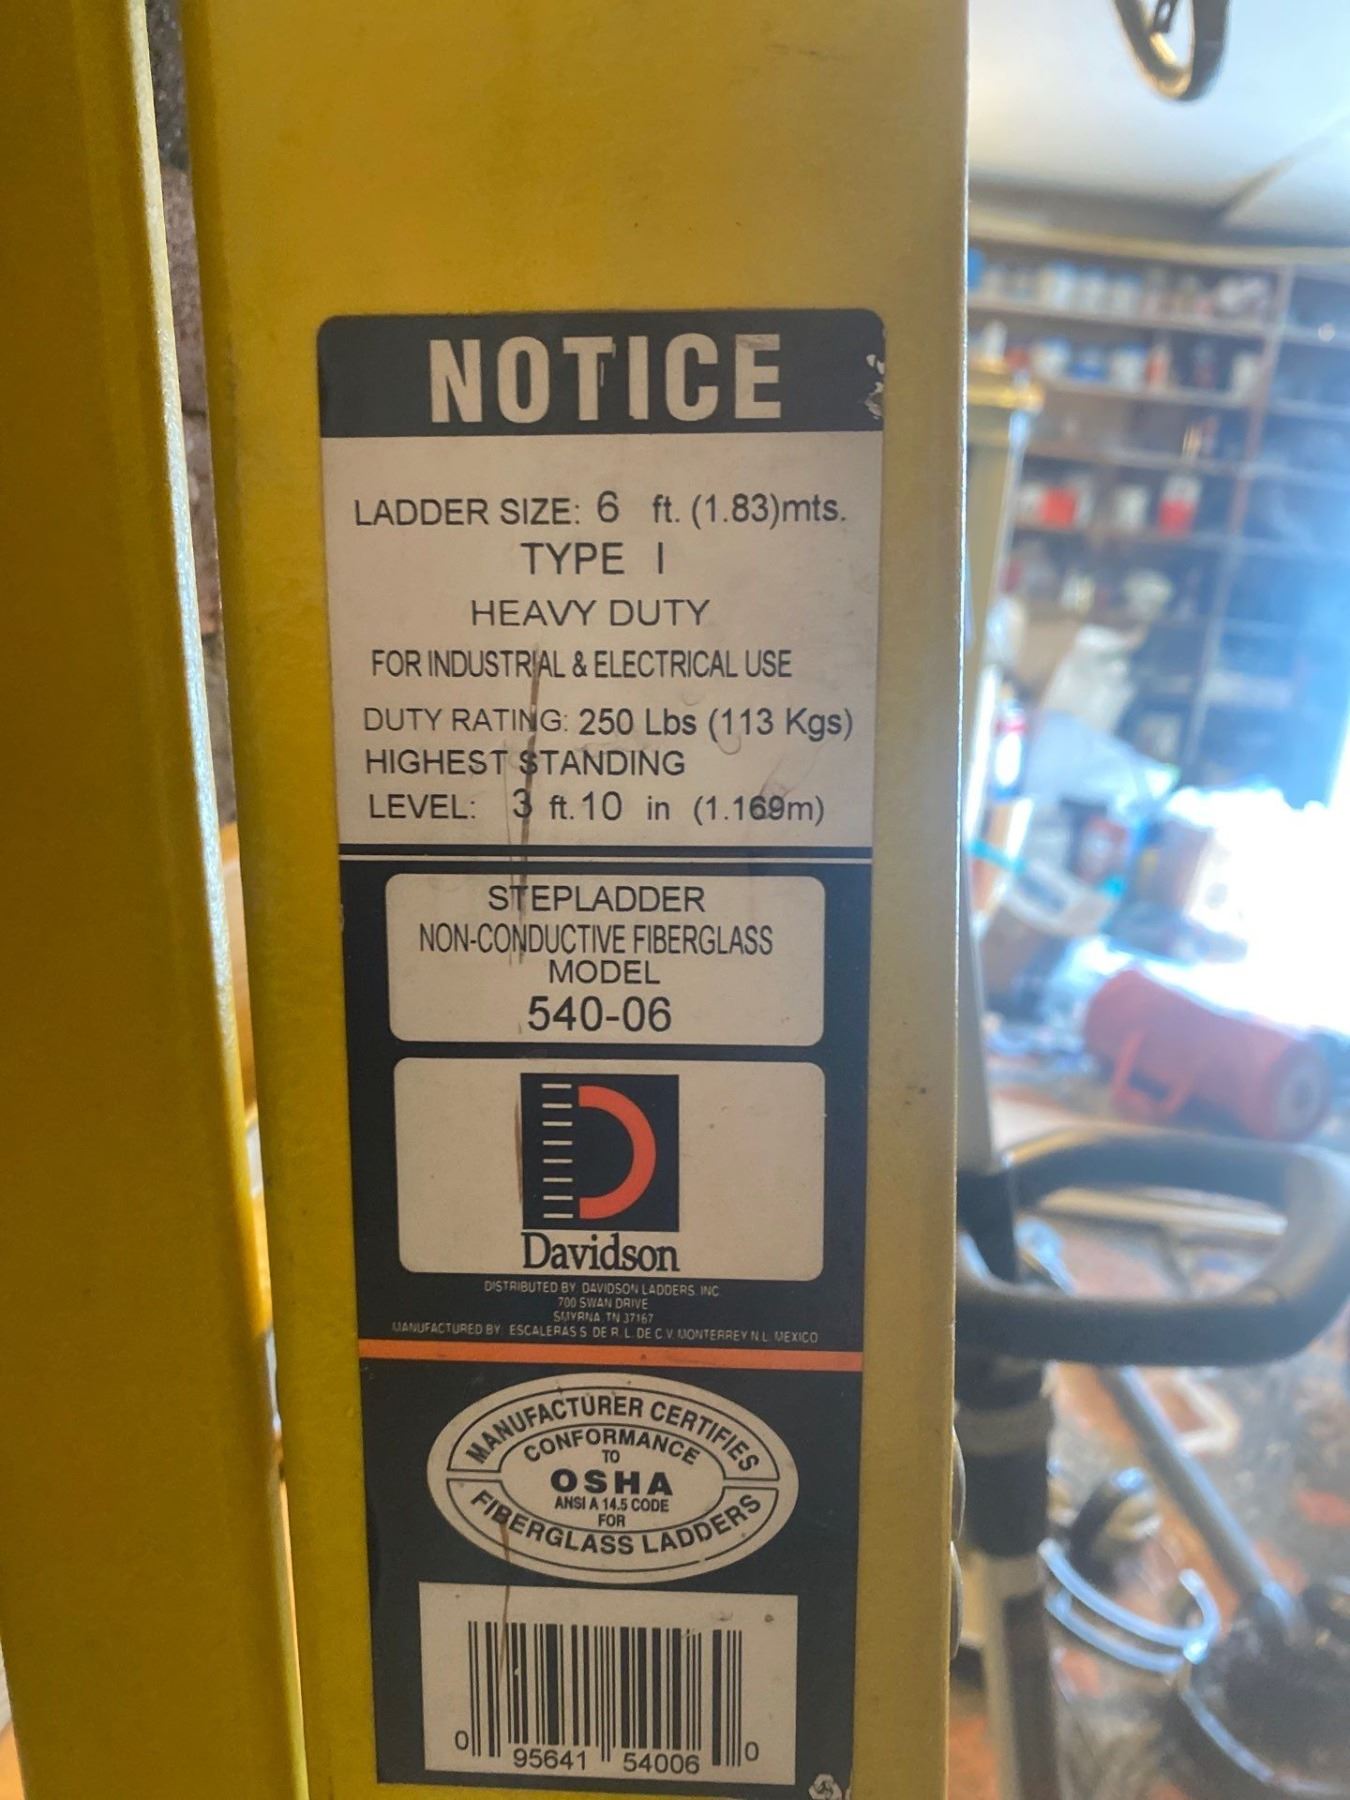 NOTICE
LADDER SIZE: 6 ft. (1.83)mts.
TYPE I
HEAVY DUTY
FOR INDUSTRIAL & ELECTRICAL USE
DUTY RATING: 250 Lbs (113 Kgs)
HIGHEST STANDING
LEVEL: 3 ft. 10 in (1.169m)
STEPLADDER
NON-CONDUCTIVE FIBERGLASS
MODEL
540-06
Davidson
DISTRIBUTED BY DAVIDSON LADDERS, INC.
700 SWAN DRIVE
SMYRNA, TN 37167
MANUFACTURED BY: ESCALERAS S. DE R. L. DE C.V. MONTERREY N.L. MEXICO
MANUFACTURER CERTIFIES
CONFORMANCE
TO
OSHA
ANSI A 14.5 CODE
FOR
FIBERGLASS LADDERS
0 95641 54006 0